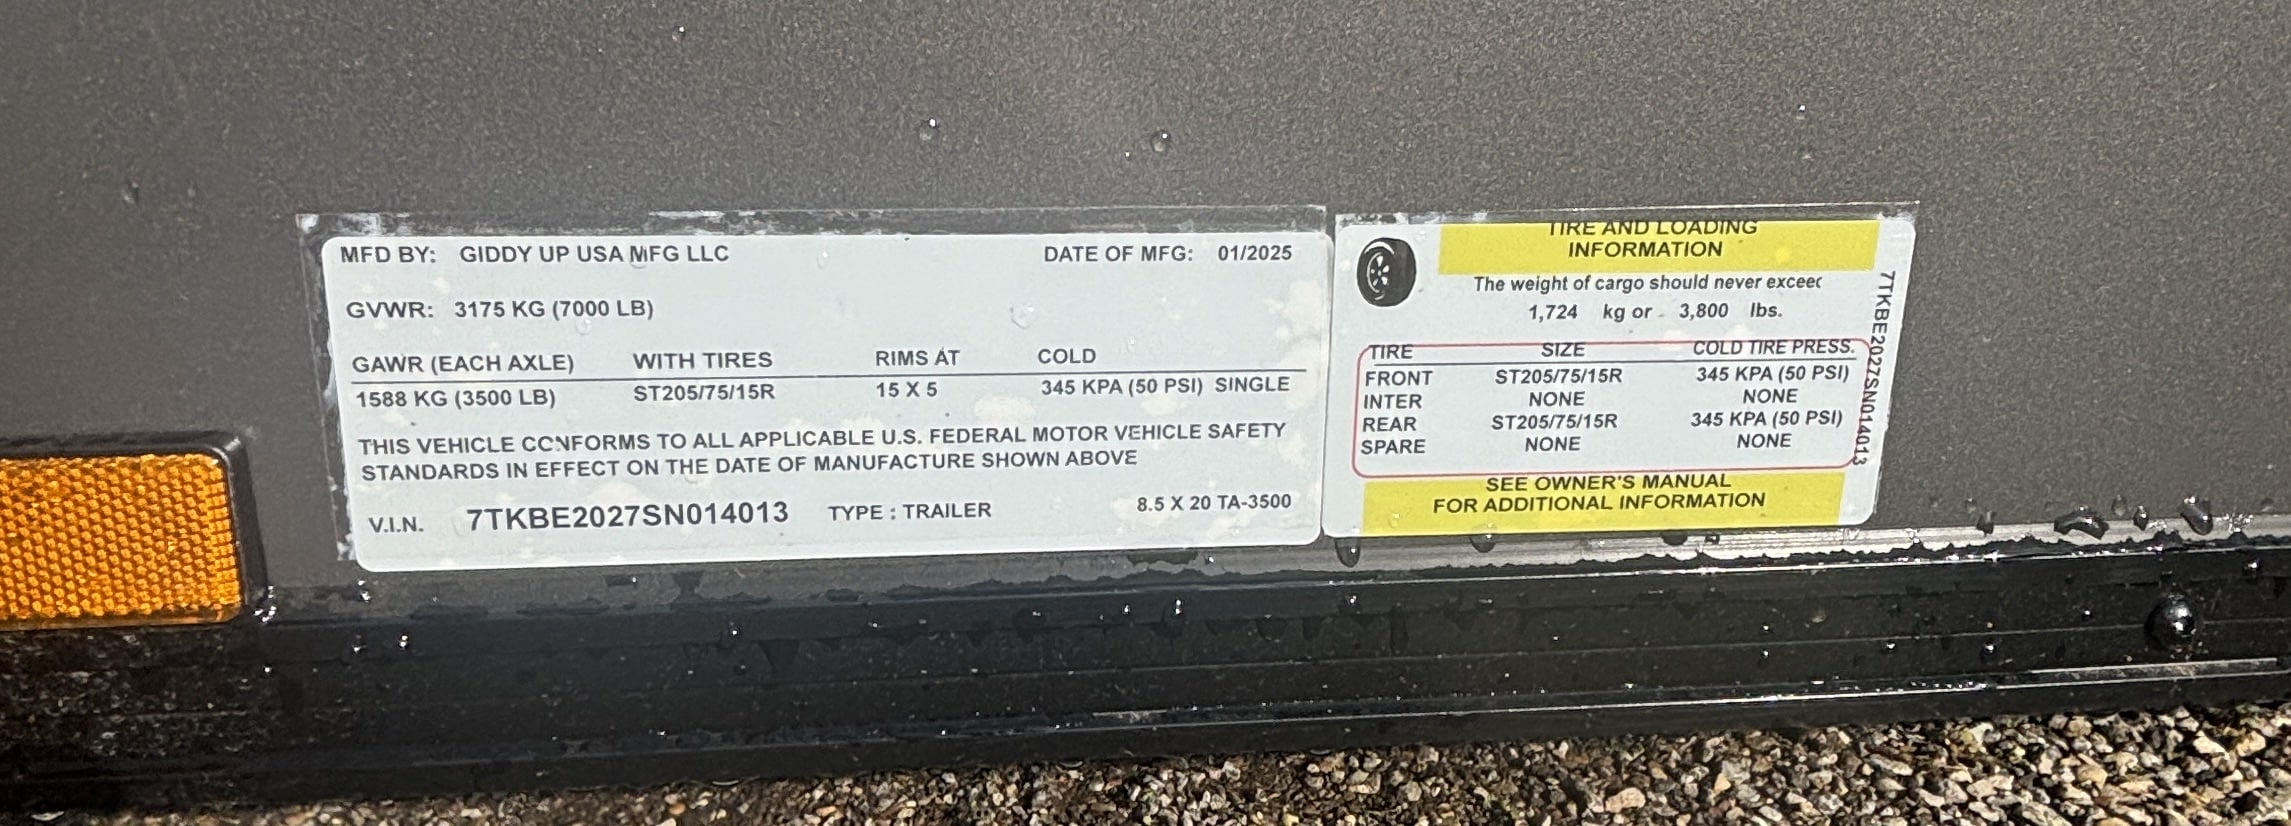 MFD BY: GIDDY UP USA MFG LLC DATE OF MFG: 01/2025
GVWR: 3175 KG (7000 LB)
GAWR (EACH AXLE) WITH TIRES RIMS AT COLD
1588 KG (3500 LB) ST205/75/15R 15 X 5 345 KPA (50 PSI) SINGLE
THIS VEHICLE CONFORMS TO ALL APPLICABLE U.S. FEDERAL MOTOR VEHICLE SAFETY
STANDARDS IN EFFECT ON THE DATE OF MANUFACTURE SHOWN ABOVE
V.I.N. 7TKBE2027SN014013 TYPE : TRAILER 8.5 X 20 TA-3500
TIRE AND LOADING
INFORMATION
The weight of cargo should never exceed
1,724 kg or 3,800 lbs.
TIRE SIZE COLD TIRE PRESS.
FRONT ST205/75/15R 345 KPA (50 PSI)
INTER NONE NONE
REAR ST205/75/15R 345 KPA (50 PSI)
SPARE NONE NONE
SEE OWNER'S MANUAL
FOR ADDITIONAL INFORMATION
7TKBE2027SN014013